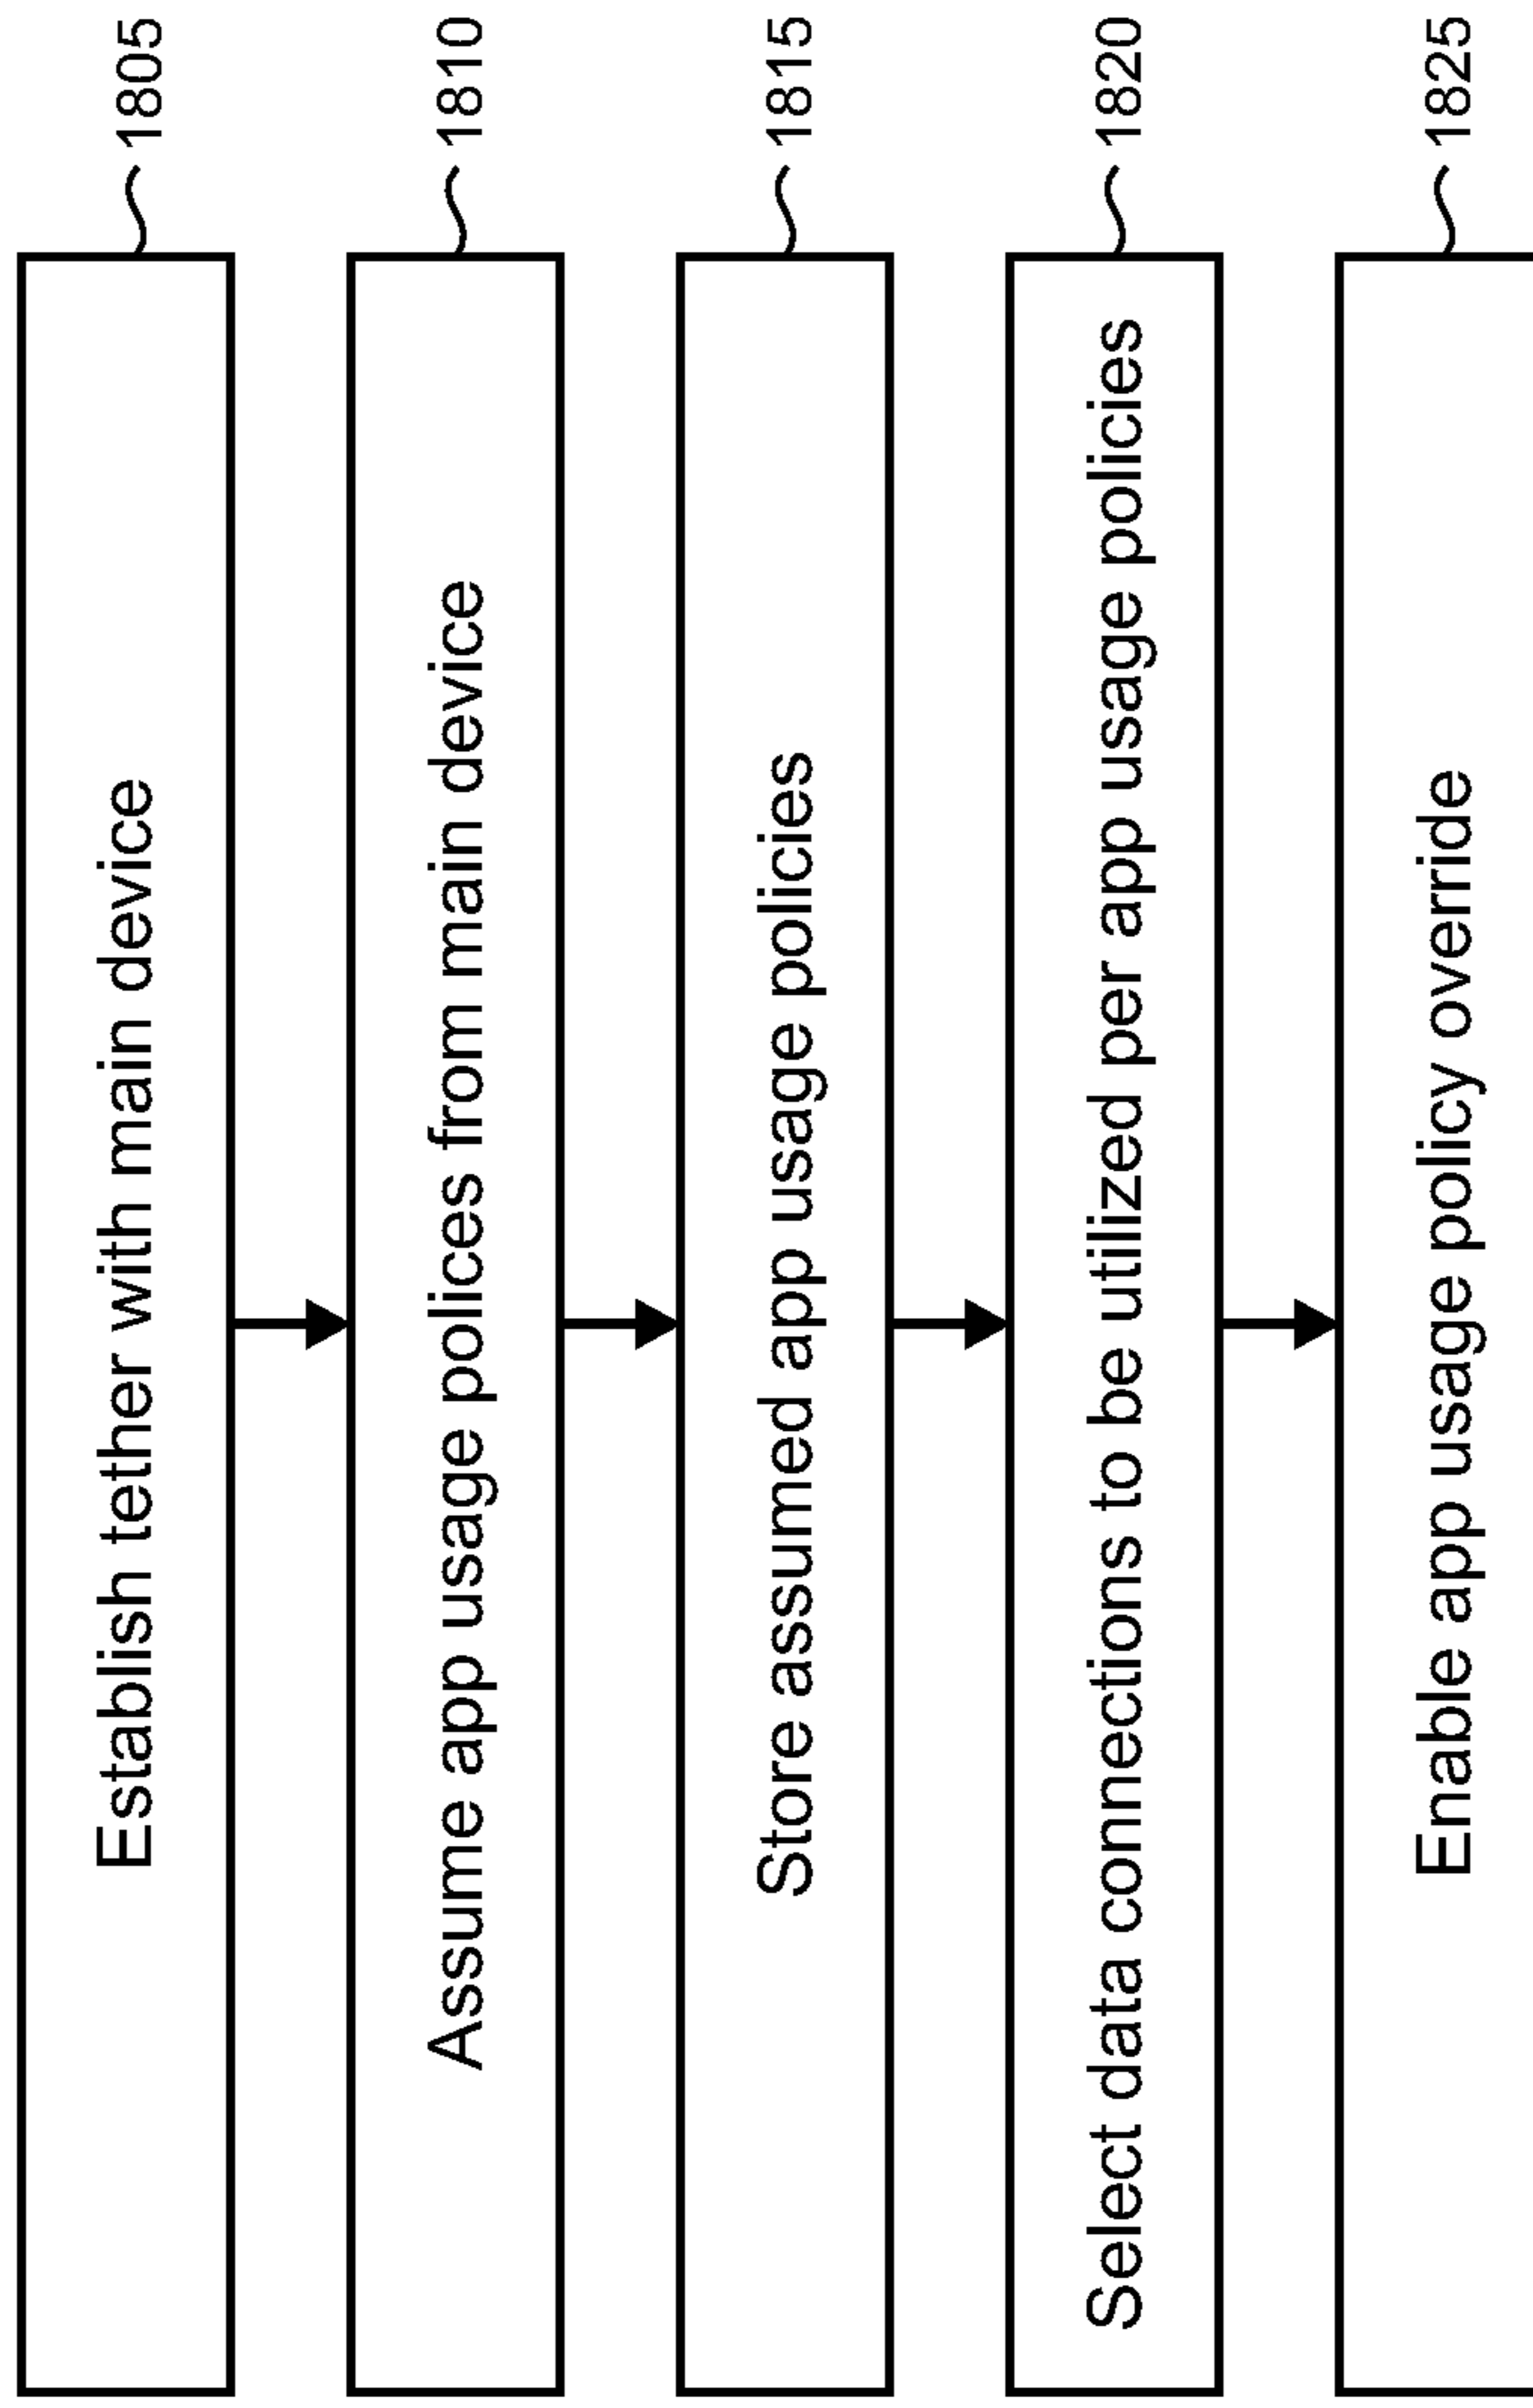 Establish tether with main device
1805
Assume app usage polices from main device
1810
Store assumed app usage policies
1815
Select data connections to be utilized per app usage policies
1820
Enable app usage policy override
1825